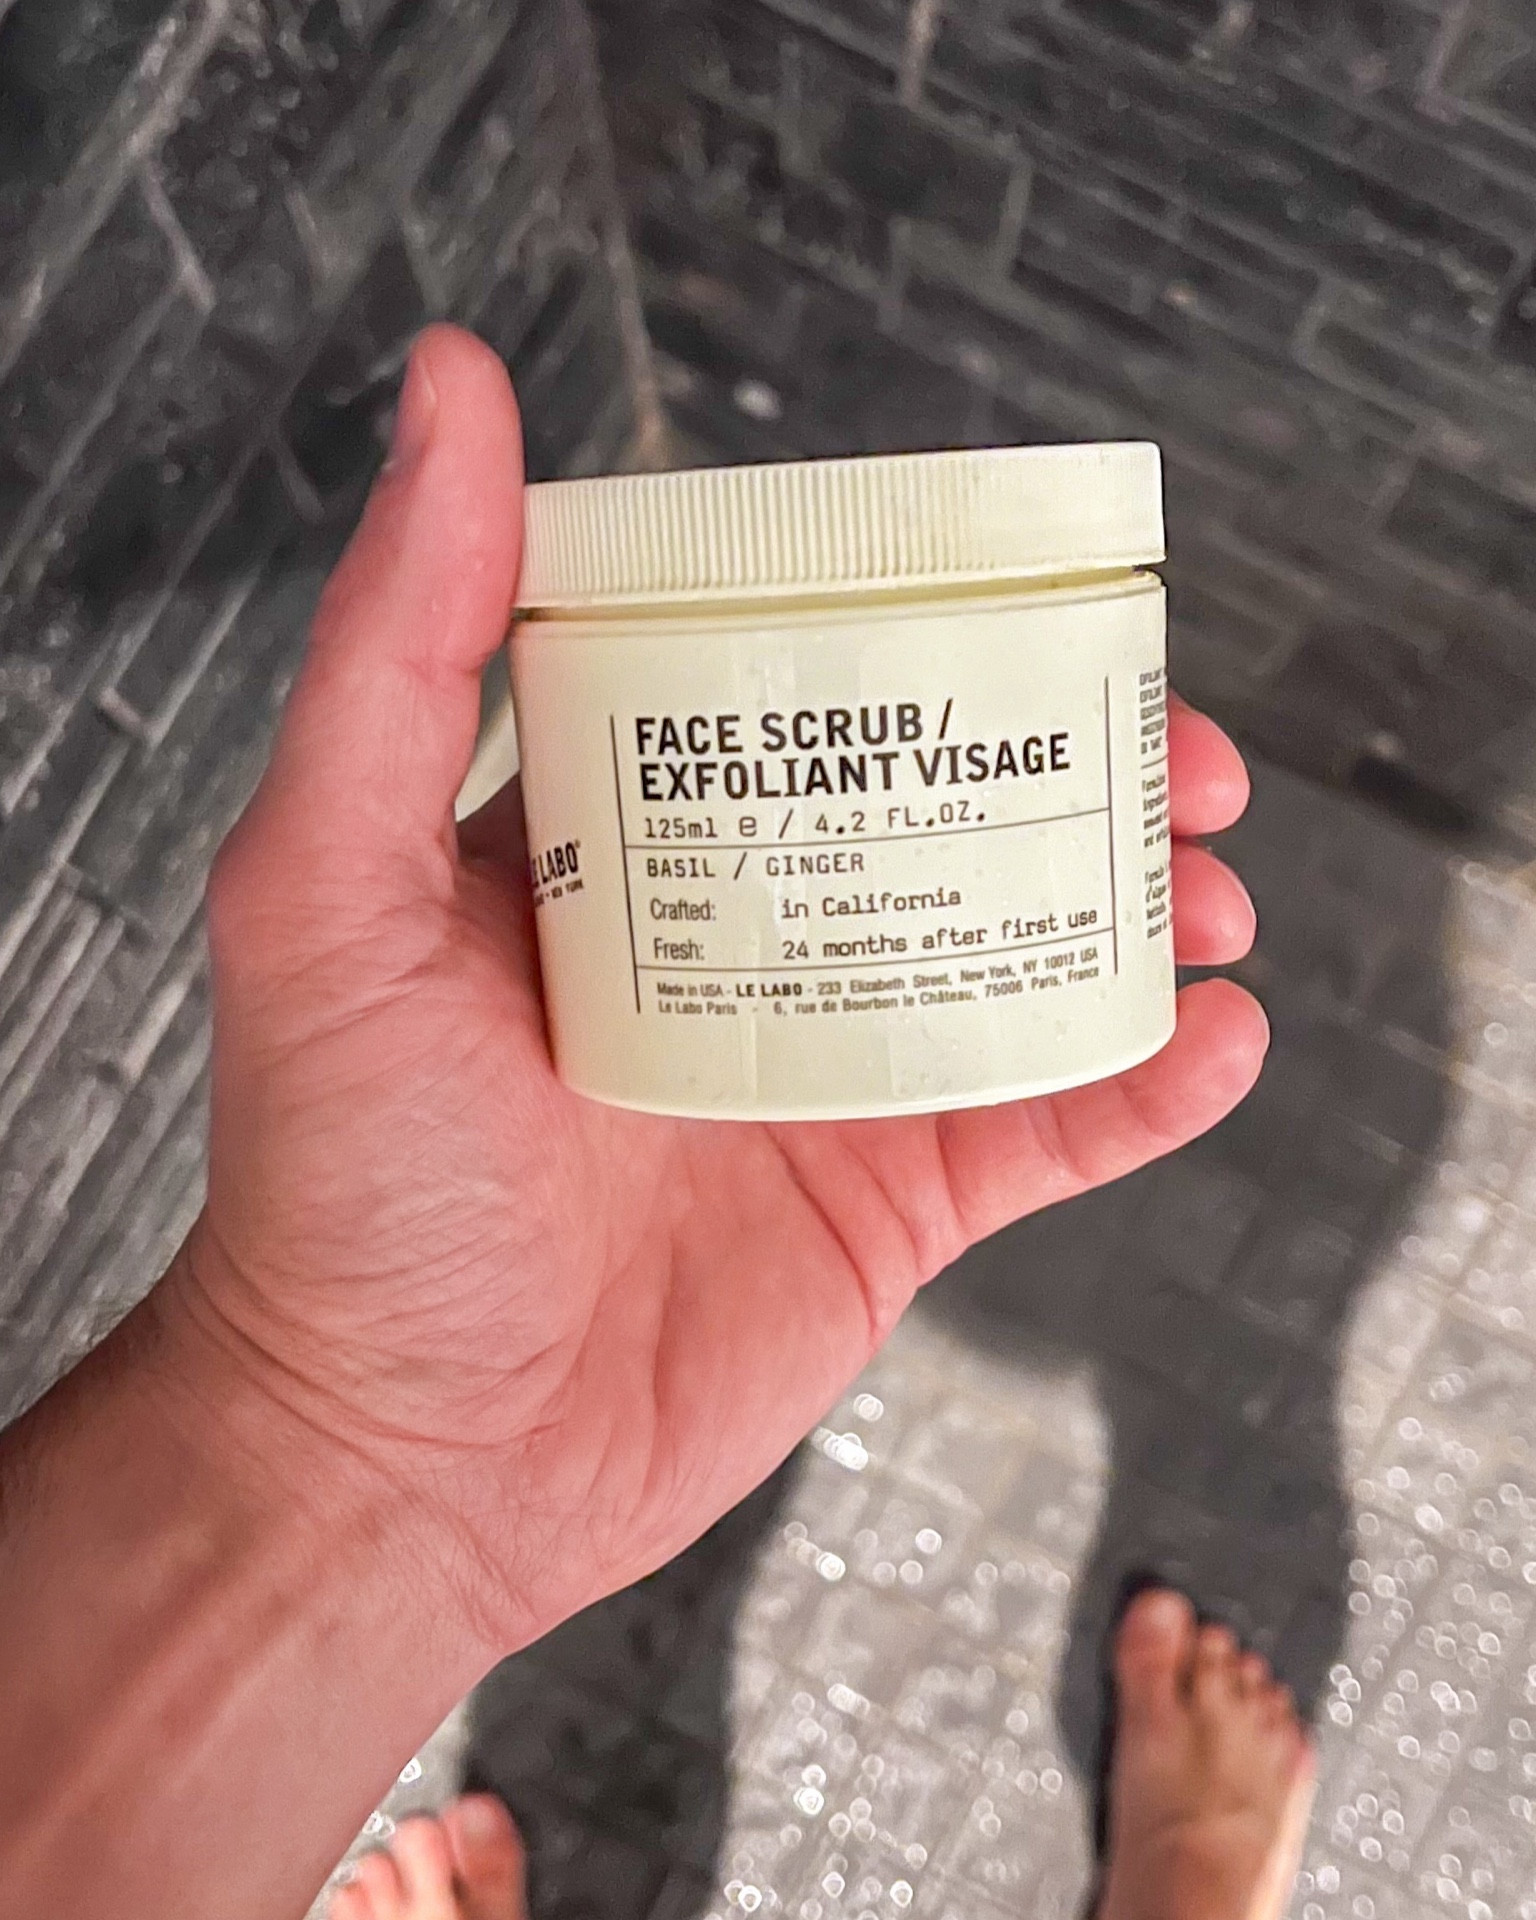 LE LABO
FACE SCRUB /
EXFOLIANT VISAGE
125ml e / 4.2 FL.OZ.
BASIL / GINGER
Crafted: in California
Fresh: 24 months after first use
Made in USA - LE LABO - 233 Elizabeth Street, New York, NY 10012 USA
Le Labo Paris - 6, rue de Bourbon le Château, 75006 Paris, France